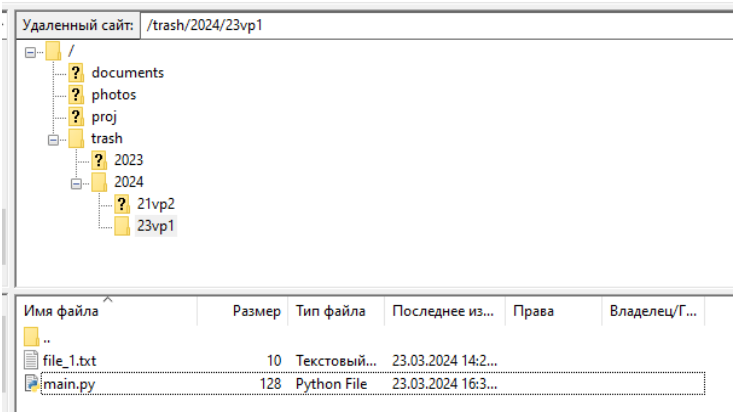 Удаленный сайт: /trash/2024/23vp1
/
? documents
? photos
? proj
trash
? 2023
2024
? 21vp2
23vp1
Имя файла Размер Тип файла Последнее из... Права Владелец/Г...
..
file_1.txt 10 Текстовый... 23.03.2024 14:2...
main.py 128 Python File 23.03.2024 16:3...